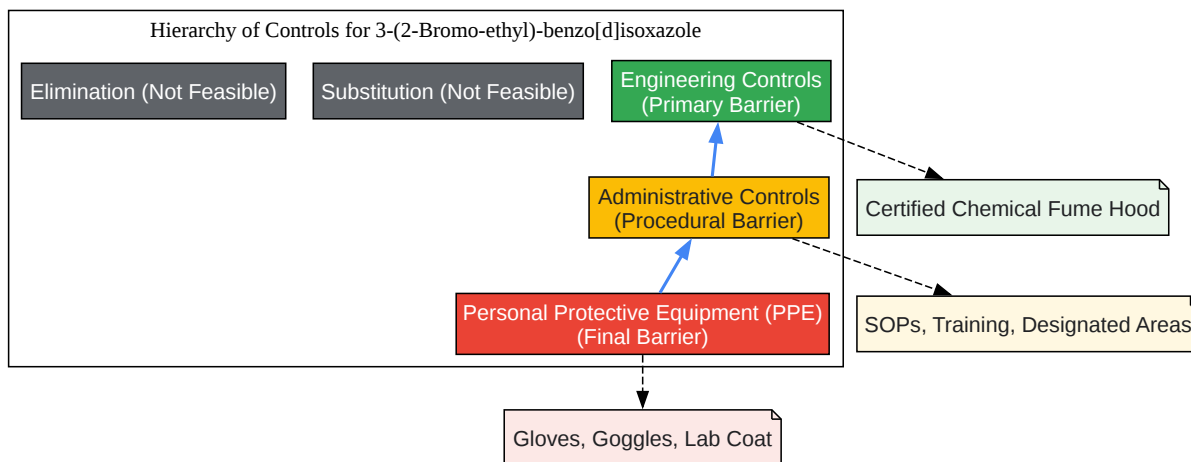 Hierarchy of Controls for 3-(2-Bromo-ethyl)-benzo[d]isoxazole
Elimination (Not Feasible)
Substitution (Not Feasible)
Engineering Controls
(Primary Barrier)
Certified Chemical Fume Hood
Administrative Controls
(Procedural Barrier)
SOPs, Training, Designated Areas
Personal Protective Equipment (PPE)
(Final Barrier)
Gloves, Goggles, Lab Coat